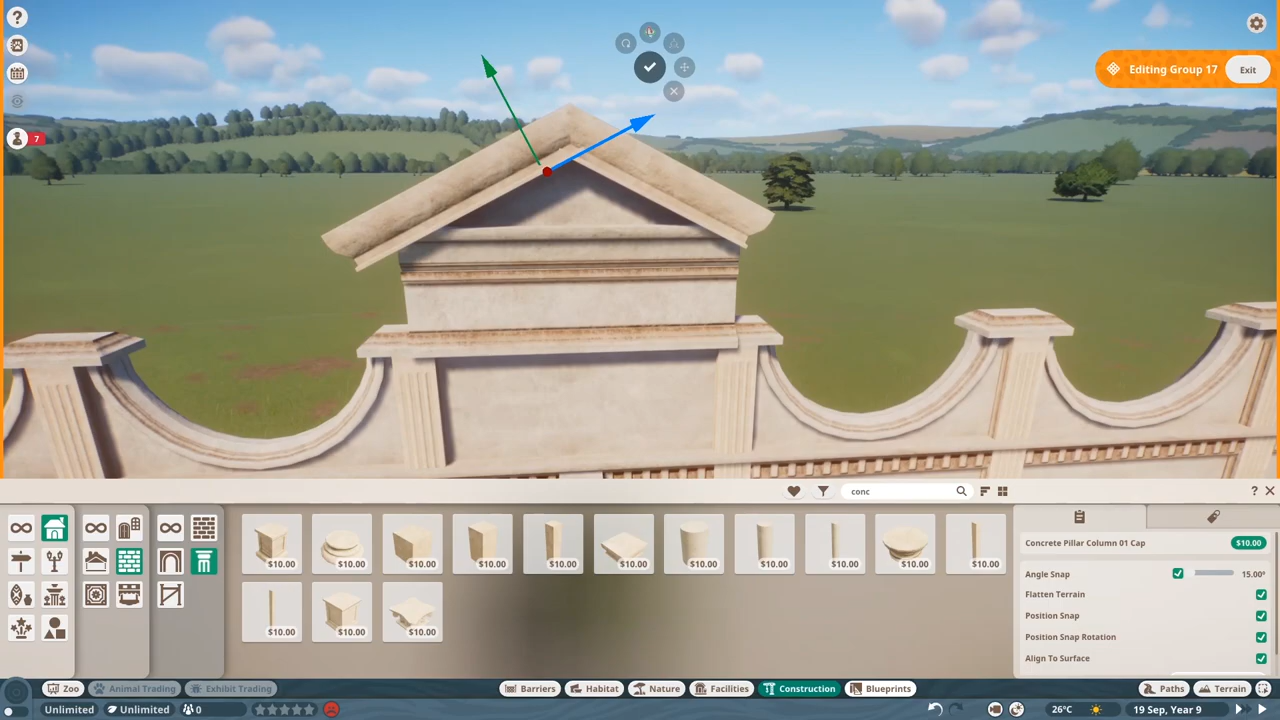 ?
7
Editing Group 17
Exit
conc
?
$10.00
$10.00
$10.00
$10.00
$10.00
$10.00
$10.00
$10.00
$10.00
$10.00
$10.00
$10.00
$10.00
$10.00
Concrete Pillar Column 01 Cap
$10.00
Angle Snap
15.00°
Flatten Terrain
Position Snap
Position Snap Rotation
Align To Surface
Zoo
Animal Trading
Exhibit Trading
Barriers
Habitat
Nature
Facilities
Construction
Blueprints
Paths
Terrain
Unlimited
Unlimited
0
26°C
19 Sep, Year 9